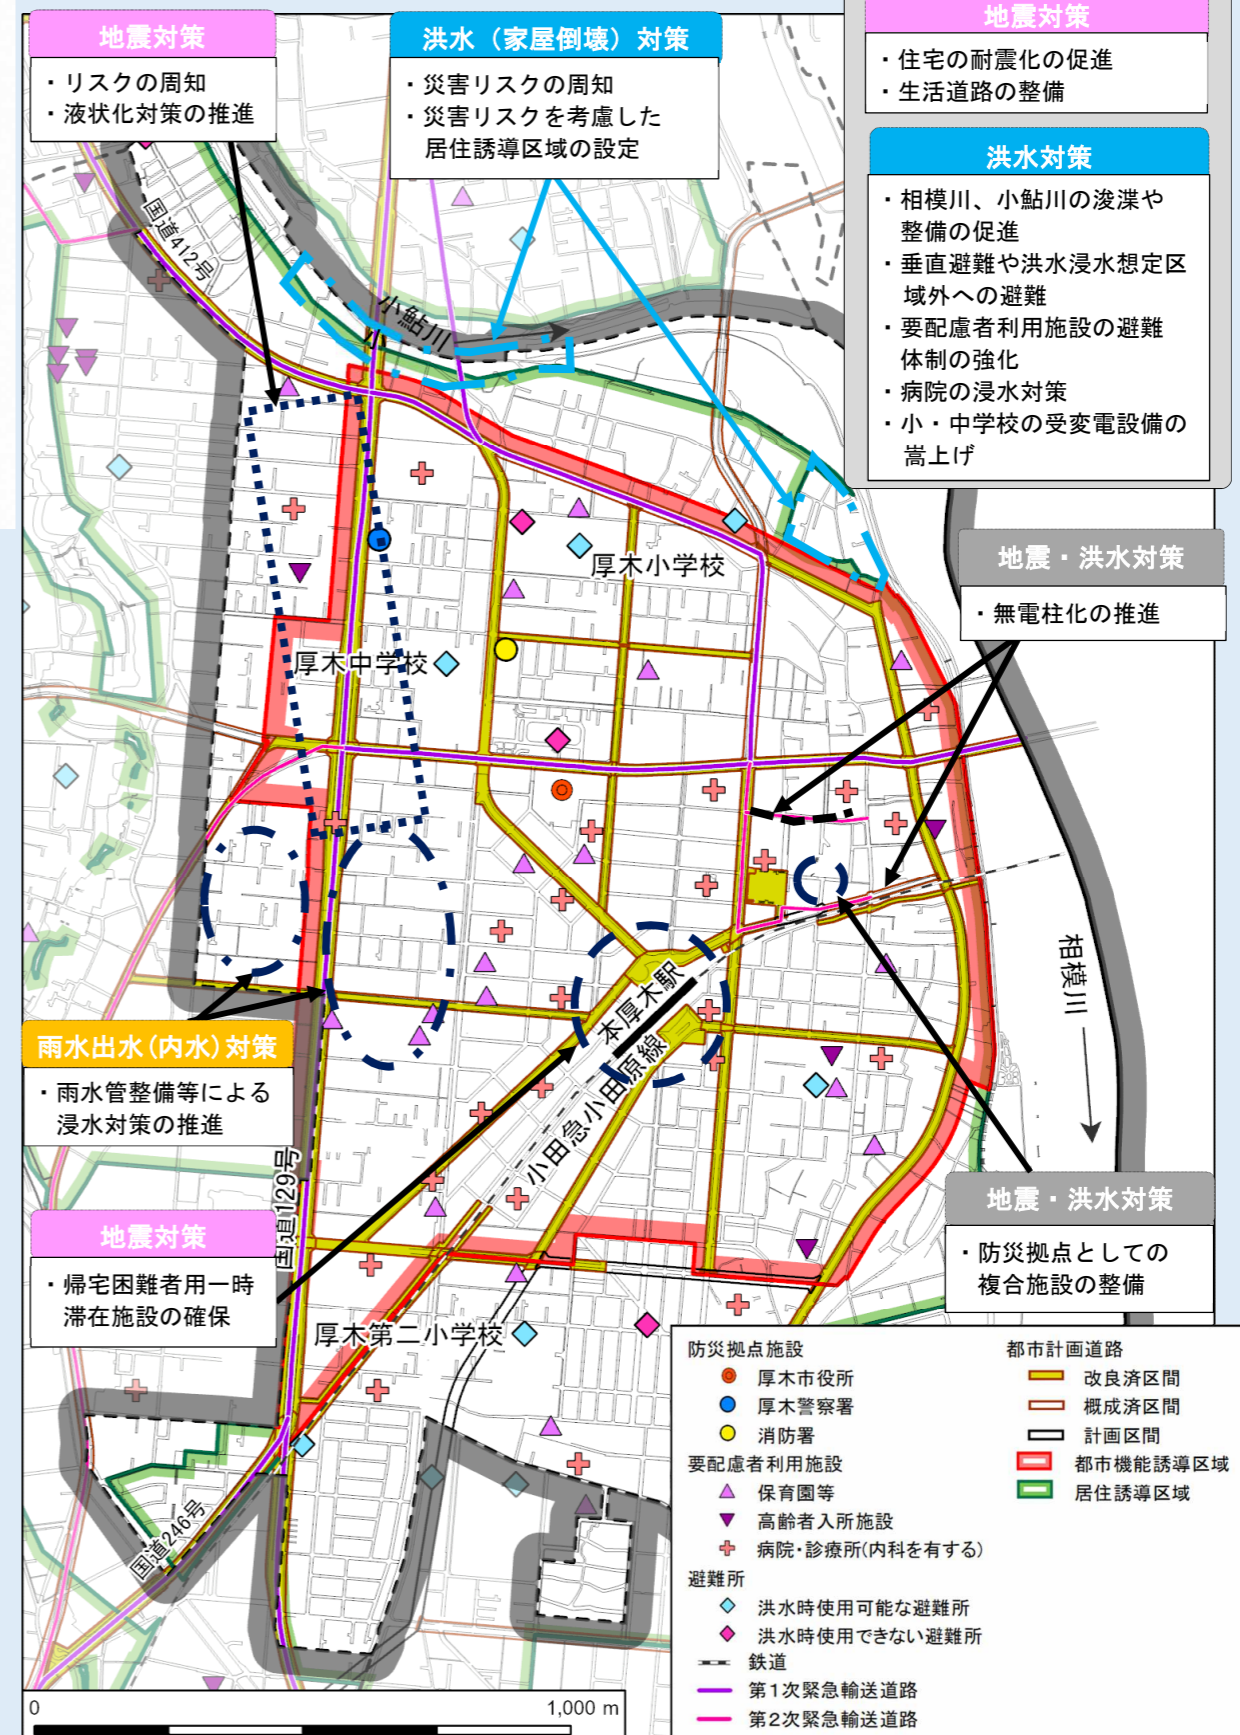 地震対策
・リスクの周知
・液状化対策の推進
洪水（家屋倒壊）対策
・災害リスクの周知
・災害リスクを考慮した
居住誘導区域の設定
地震対策
・住宅の耐震化の促進
・生活道路の整備
洪水対策
・相模川、小鮎川の浚渫や
整備の促進
・垂直避難や洪水浸水想定区
域外への避難
・要配慮者利用施設の避難
体制の強化
・病院の浸水対策
・小・中学校の受変電設備の
嵩上げ
国道412号
小鮎川
地震・洪水対策
・無電柱化の推進
厚木小学校
厚木中学校
相模川
本厚木駅
小田急小田原線
雨水出水(内水)対策
・雨水管整備等による
浸水対策の推進
国道129号
地震対策
・帰宅困難者用一時
滞在施設の確保
地震・洪水対策
・防災拠点としての
複合施設の整備
厚木第二小学校
国道246号
防災拠点施設
厚木市役所
厚木警察署
消防署
要配慮者利用施設
保育園等
高齢者入所施設
病院・診療所(内科を有する)
避難所
洪水時使用可能な避難所
洪水時使用できない避難所
鉄道
第1次緊急輸送道路
第2次緊急輸送道路
都市計画道路
改良済区間
概成済区間
計画区間
都市機能誘導区域
居住誘導区域
0
1,000 m